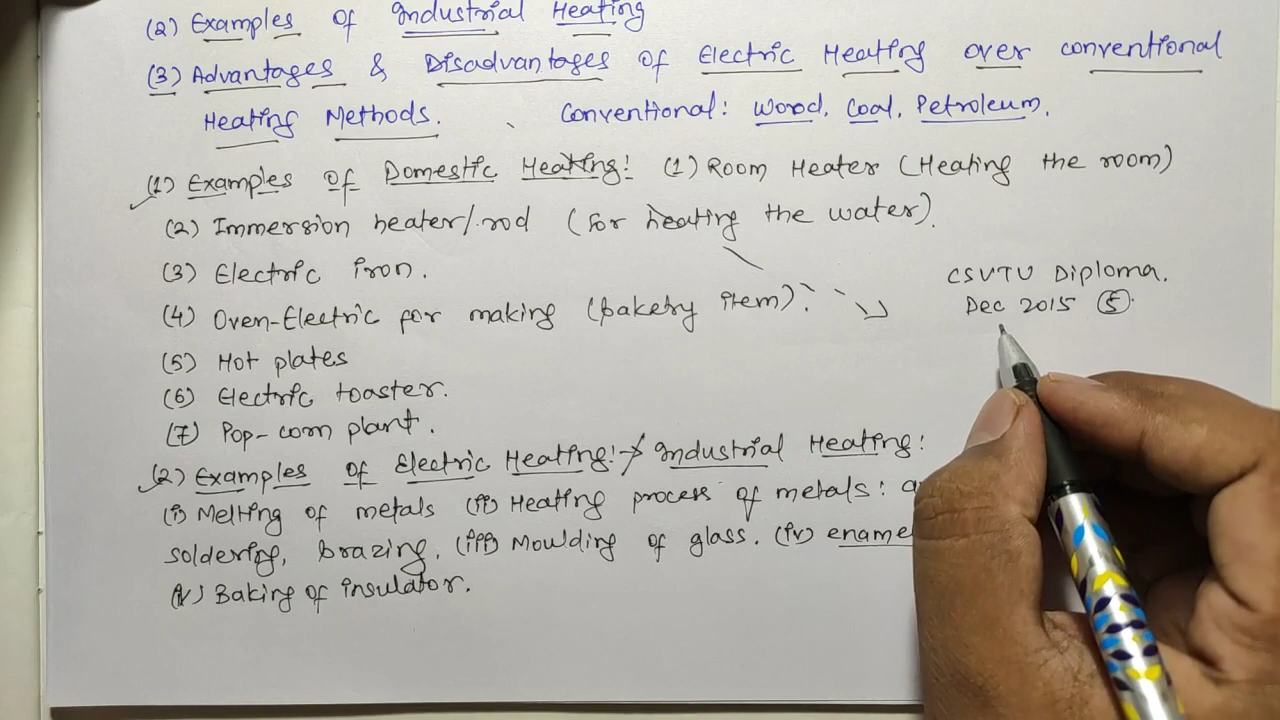 (2) Examples of Industrial Heating
(3) Advantages & Disadvantages of Electric Heating over conventional
Heating Methods. Conventional: Wood, Coal, Petroleum.
(1) Examples of Domestic Heating: (1) Room Heater (Heating the room)
(2) Immersion heater/rod (for heating the water).
(3) Electric iron.
(4) Oven-Electric for making (bakery item).
CSVTU Diploma.
Dec 2015 (5)
(5) Hot plates
(6) Electric toaster.
(7) Pop-corn plant.
(2) Examples of Electric Heating: Industrial Heating:
(i) Melting of metals (ii) Heating process of metals:
soldering, brazing. (iii) Moulding of glass. (iv) ename
(v) Baking of insulator.